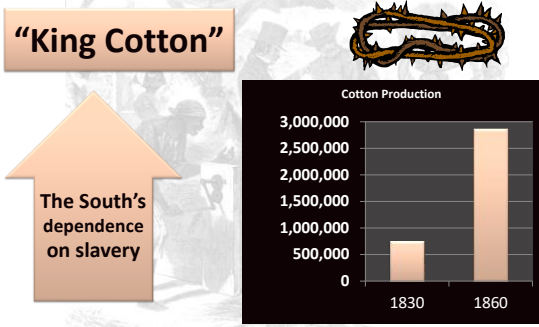 “King Cotton”
The South’s
dependence
on slavery
Cotton Production
3,000,000
2,500,000
2,000,000
1,500,000
1,000,000
500,000
0
1830 1860